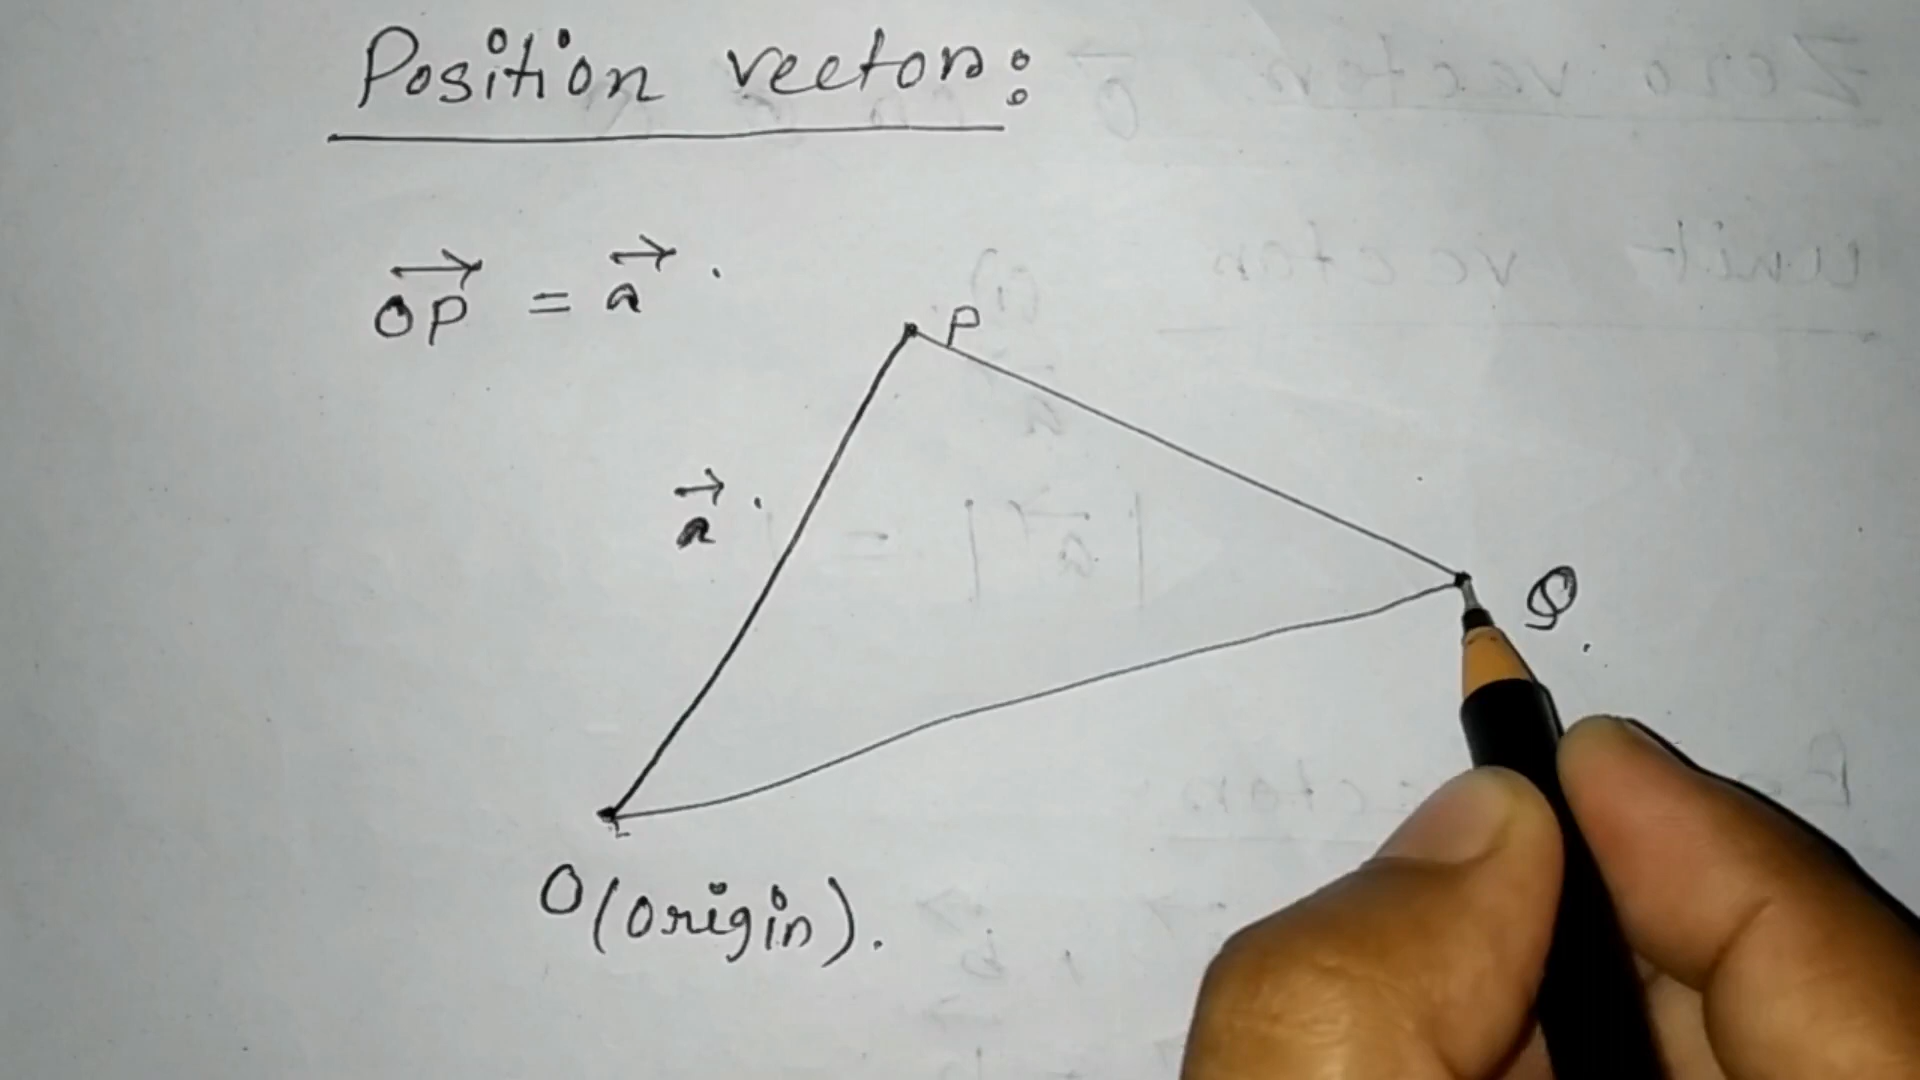 Position vector:
OP = a .
P
a .
Q .
O (origin).